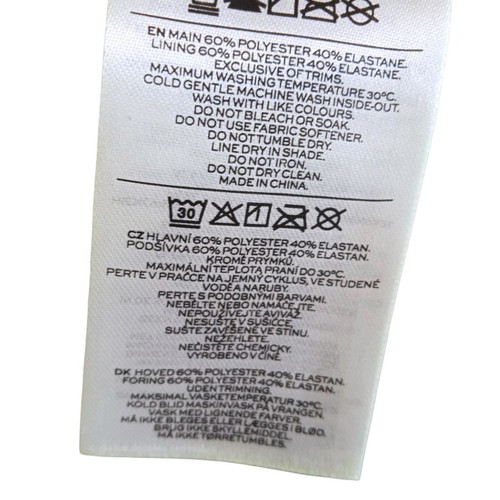 EN MAIN 60% POLYESTER 40% ELASTANE.
LINING 60% POLYESTER 40% ELASTANE.
EXCLUSIVE OF TRIMS.
MAXIMUM WASHING TEMPERATURE 30°C.
COLD GENTLE MACHINE WASH INSIDE-OUT.
WASH WITH LIKE COLOURS.
DO NOT BLEACH OR SOAK.
DO NOT USE FABRIC SOFTENER.
DO NOT TUMBLE DRY.
LINE DRY IN SHADE.
DO NOT IRON.
DO NOT DRY CLEAN.
MADE IN CHINA.
30
CZ HLAVNÍ 60% POLYESTER 40% ELASTAN.
PODŠÍVKA 60% POLYESTER 40% ELASTAN.
KROMĚ PRÝMKŮ.
MAXIMÁLNÍ TEPLOTA PRANÍ DO 30°C.
PERTE V PRAČCE NA JEMNÝ CYKLUS, VE STUDENÉ
VODĚ A NARUBY.
PERTE S PODOBNÝMI BARVAMI.
NEBĚLTE NEBO NAMÁČEJTE.
NEPOUŽÍVEJTE AVIVÁŽ.
NESUŠTE V SUŠIČCE.
SUŠTE ZAVĚŠENÉ VE STÍNU.
NEŽEHLETE.
NEČISTĚTE CHEMICKY.
VYROBENO V ČÍNĚ.
DK HOVED 60% POLYESTER 40% ELASTAN.
FORING 60% POLYESTER 40% ELASTAN.
UDEN TRIMNING.
MAKSIMAL VASKETEMPERATUR 30°C.
KOLD BLID MASKINVASK PÅ VRANGEN.
VASK MED LIGNENDE FARVER.
MÅ IKKE BLEGES ELLER LÆGGES I BLØD.
BRUG IKKE SKYLLEMIDDEL.
MÅ IKKE TØRRETUMBLES.